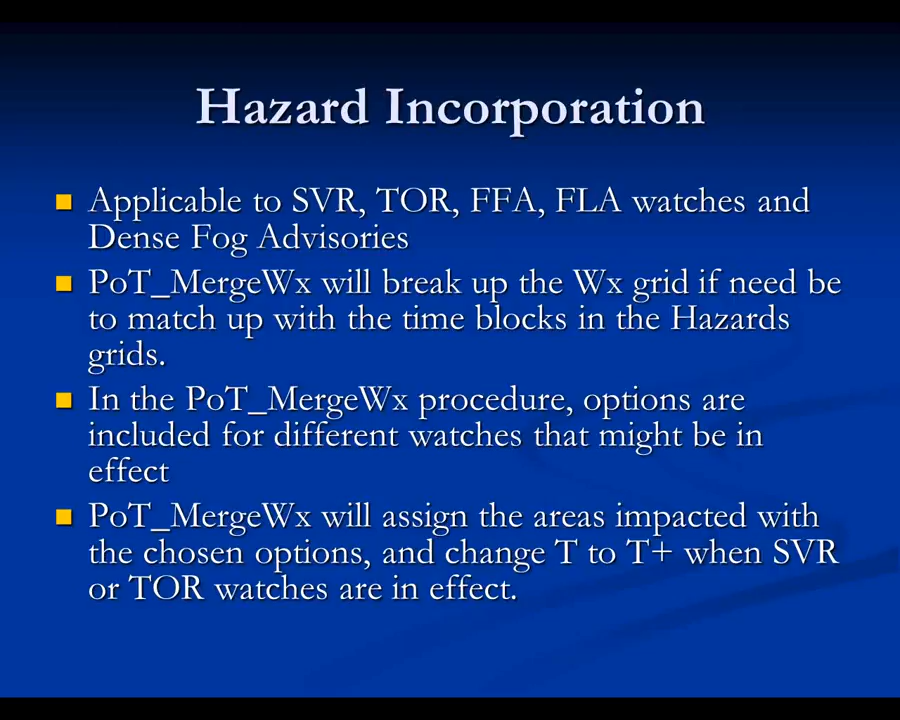 Hazard Incorporation
Applicable to SVR, TOR, FFA, FLA watches and
Dense Fog Advisories
PoT_MergeWx will break up the Wx grid if need be
to match up with the time blocks in the Hazards
grids.
In the PoT_MergeWx procedure, options are
included for different watches that might be in
effect
PoT_MergeWx will assign the areas impacted with
the chosen options, and change T to T+ when SVR
or TOR watches are in effect.